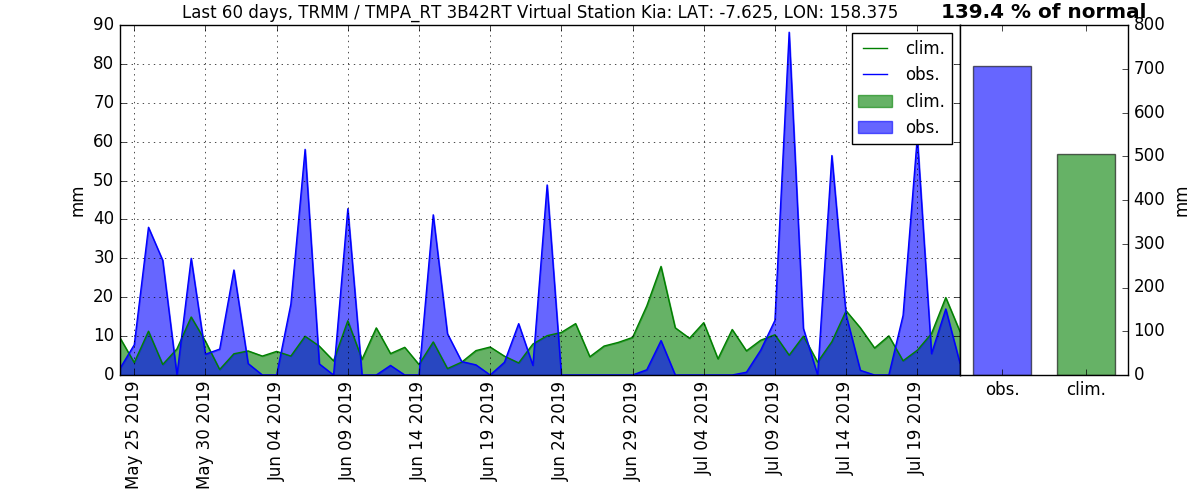 Last 60 days, TRMM / TMPA_RT 3B42RT Virtual Station Kia: LAT: -7.625, LON: 158.375
139.4 % of normal
90
80
70
60
50
40
30
20
10
0
mm
clim.
obs.
clim.
obs.
May 25 2019
May 30 2019
Jun 04 2019
Jun 09 2019
Jun 14 2019
Jun 19 2019
Jun 24 2019
Jun 29 2019
Jul 04 2019
Jul 09 2019
Jul 14 2019
Jul 19 2019
800
700
600
500
400
300
200
100
0
mm
obs.
clim.